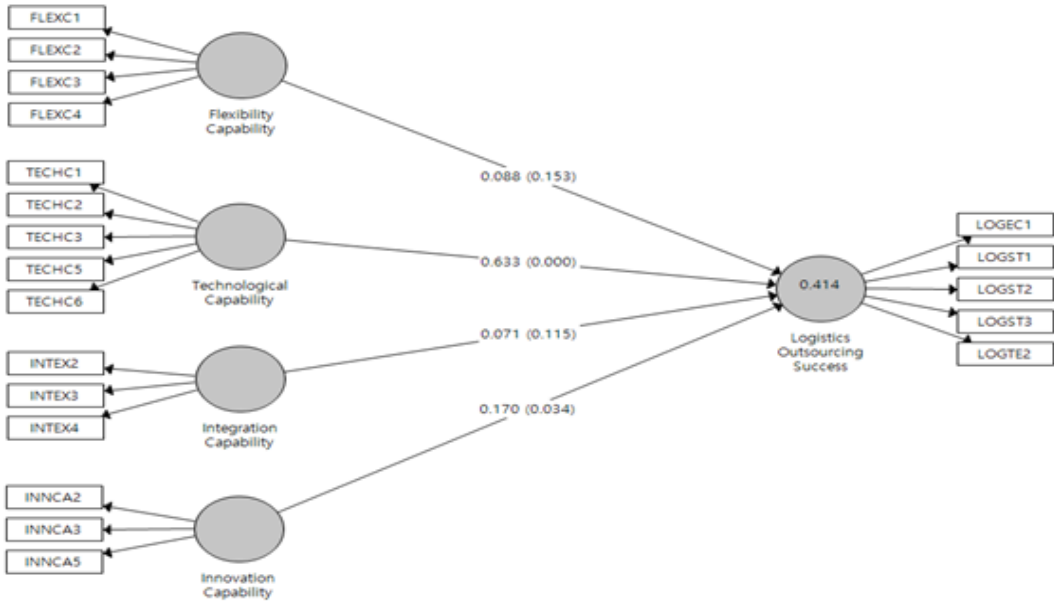 FLEXC1
FLEXC2
FLEXC3
FLEXC4
Flexibility
Capability
TECHC1
TECHC2
TECHC3
TECHC5
TECHC6
Technological
Capability
INTEX2
INTEX3
INTEX4
Integration
Capability
INNCA2
INNCA3
INNCA5
Innovation
Capability
0.088 (0.153)
0.633 (0.000)
0.071 (0.115)
0.170 (0.034)
0.414
Logistics
Outsourcing
Success
LOGEC1
LOGST1
LOGST2
LOGST3
LOGTE2